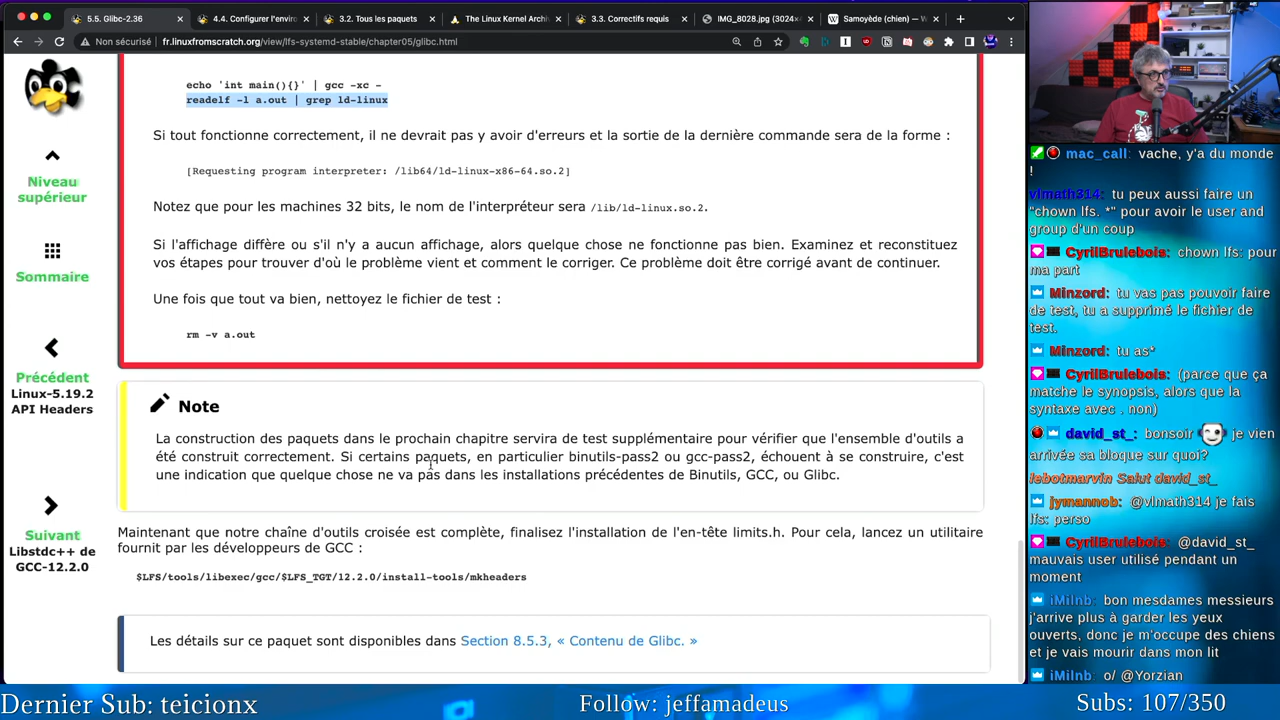 5.5. Glibc-2.36
4.4. Configurer l'environ
3.2. Tous les paquets
The Linux Kernel Archi
3.3. Correctifs requis
IMG_8028.jpg (3024×
Samoyède (chien) — W
Non sécurisé | fr.linuxfromscratch.org/view/lfs-systemd-stable/chapter05/glibc.html
echo 'int main(){}' | gcc -xc -
readelf -l a.out | grep ld-linux
Si tout fonctionne correctement, il ne devrait pas y avoir d'erreurs et la sortie de la dernière commande sera de la forme :
[Requesting program interpreter: /lib64/ld-linux-x86-64.so.2]
Notez que pour les machines 32 bits, le nom de l'interpréteur sera /lib/ld-linux.so.2.
Si l'affichage diffère ou s'il n'y a aucun affichage, alors quelque chose ne fonctionne pas bien. Examinez et reconstituez
vos étapes pour trouver d'où le problème vient et comment le corriger. Ce problème doit être corrigé avant de continuer.
Une fois que tout va bien, nettoyez le fichier de test :
rm -v a.out
Note
La construction des paquets dans le prochain chapitre servira de test supplémentaire pour vérifier que l'ensemble d'outils a
été construit correctement. Si certains paquets, en particulier binutils-pass2 ou gcc-pass2, échouent à se construire, c'est
une indication que quelque chose ne va pas dans les installations précédentes de Binutils, GCC, ou Glibc.
Maintenant que notre chaîne d'outils croisée est complète, finalisez l'installation de l'en-tête limits.h. Pour cela, lancez un utilitaire
fournit par les développeurs de GCC :
$LFS/tools/libexec/gcc/$LFS_TGT/12.2.0/install-tools/mkheaders
Les détails sur ce paquet sont disponibles dans Section 8.5.3, « Contenu de Glibc. »
Niveau
supérieur
Sommaire
Précédent
Linux-5.19.2
API Headers
Suivant
Libstdc++ de
GCC-12.2.0
mac_call: vache, y'a du monde
!
vlmath314: tu peux aussi faire un
"chown lfs. *" pour avoir le user and
group d'un coup
CyrilBrulebois: chown lfs: pour
ma part
Minzord: tu vas pas pouvoir faire
de test, tu a supprimé le fichier de
test.
Minzord: tu as*
CyrilBrulebois: (parce que ça
matche le synopsis, alors que la
syntaxe avec . non)
david_st_: bonsoir je vien
arrivée sa bloque sur quoi?
lebotmarvin Salut david_st_
jymannob: @vlmath314 je fais
lfs: perso
CyrilBrulebois: @david_st_
mauvais user utilisé pendant un
moment
iMilnb: bon mesdames messieurs
j'arrive plus à garder les yeux
ouverts, donc je m'occupe des chiens
et je vais mourir dans mon lit
iMilnb: o/ @Yorzian
Dernier Sub: teicionx
Follow: jeffamadeus
Subs: 107/350